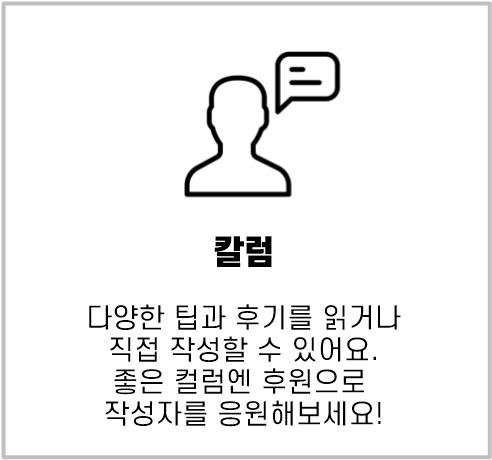 칼럼
다양한 팁과 후기를 읽거나
직접 작성할 수 있어요.
좋은 컬럼엔 후원으로
작성자를 응원해보세요!